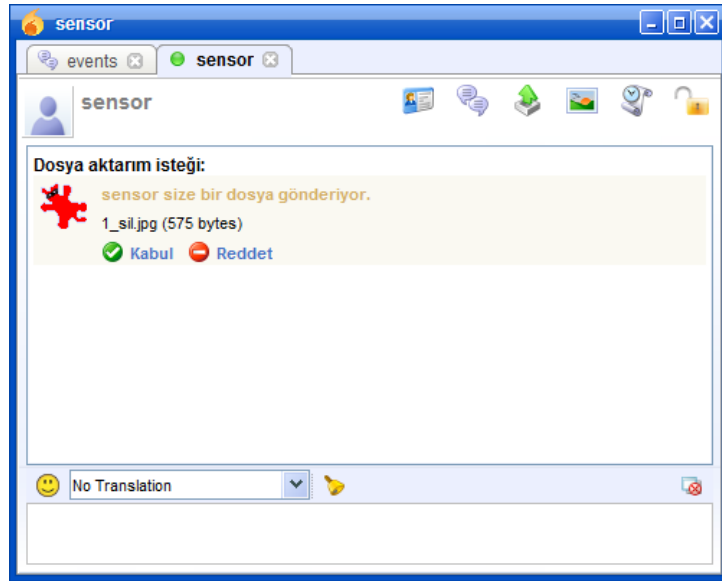 sensor
events
sensor
sensor
Dosya aktarım isteği:
sensor size bir dosya gönderiyor.
1_sil.jpg (575 bytes)
Kabul Reddet
No Translation